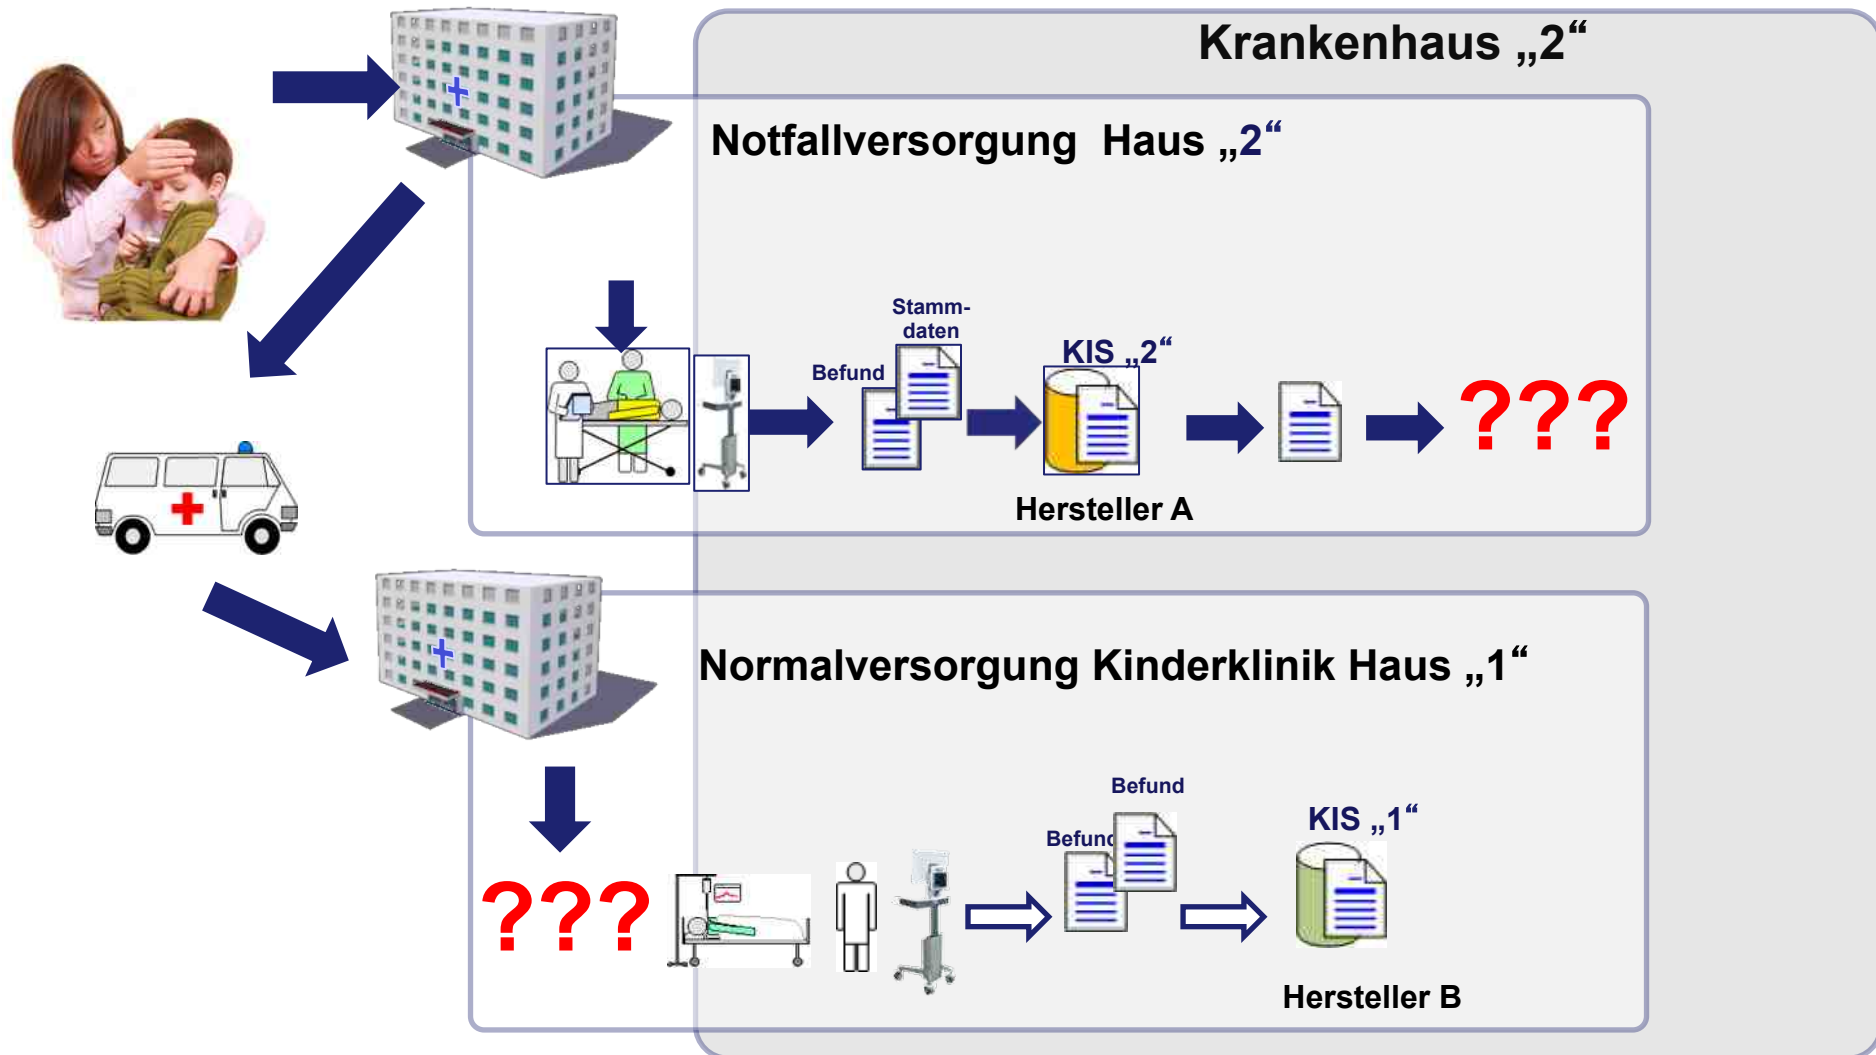 Krankenhaus „2“
Notfallversorgung Haus „2“
Stamm-
daten
Befund
KIS „2“
???
Hersteller A
Normalversorgung Kinderklinik Haus „1“
Befund
Befund
KIS „1“
???
Hersteller B